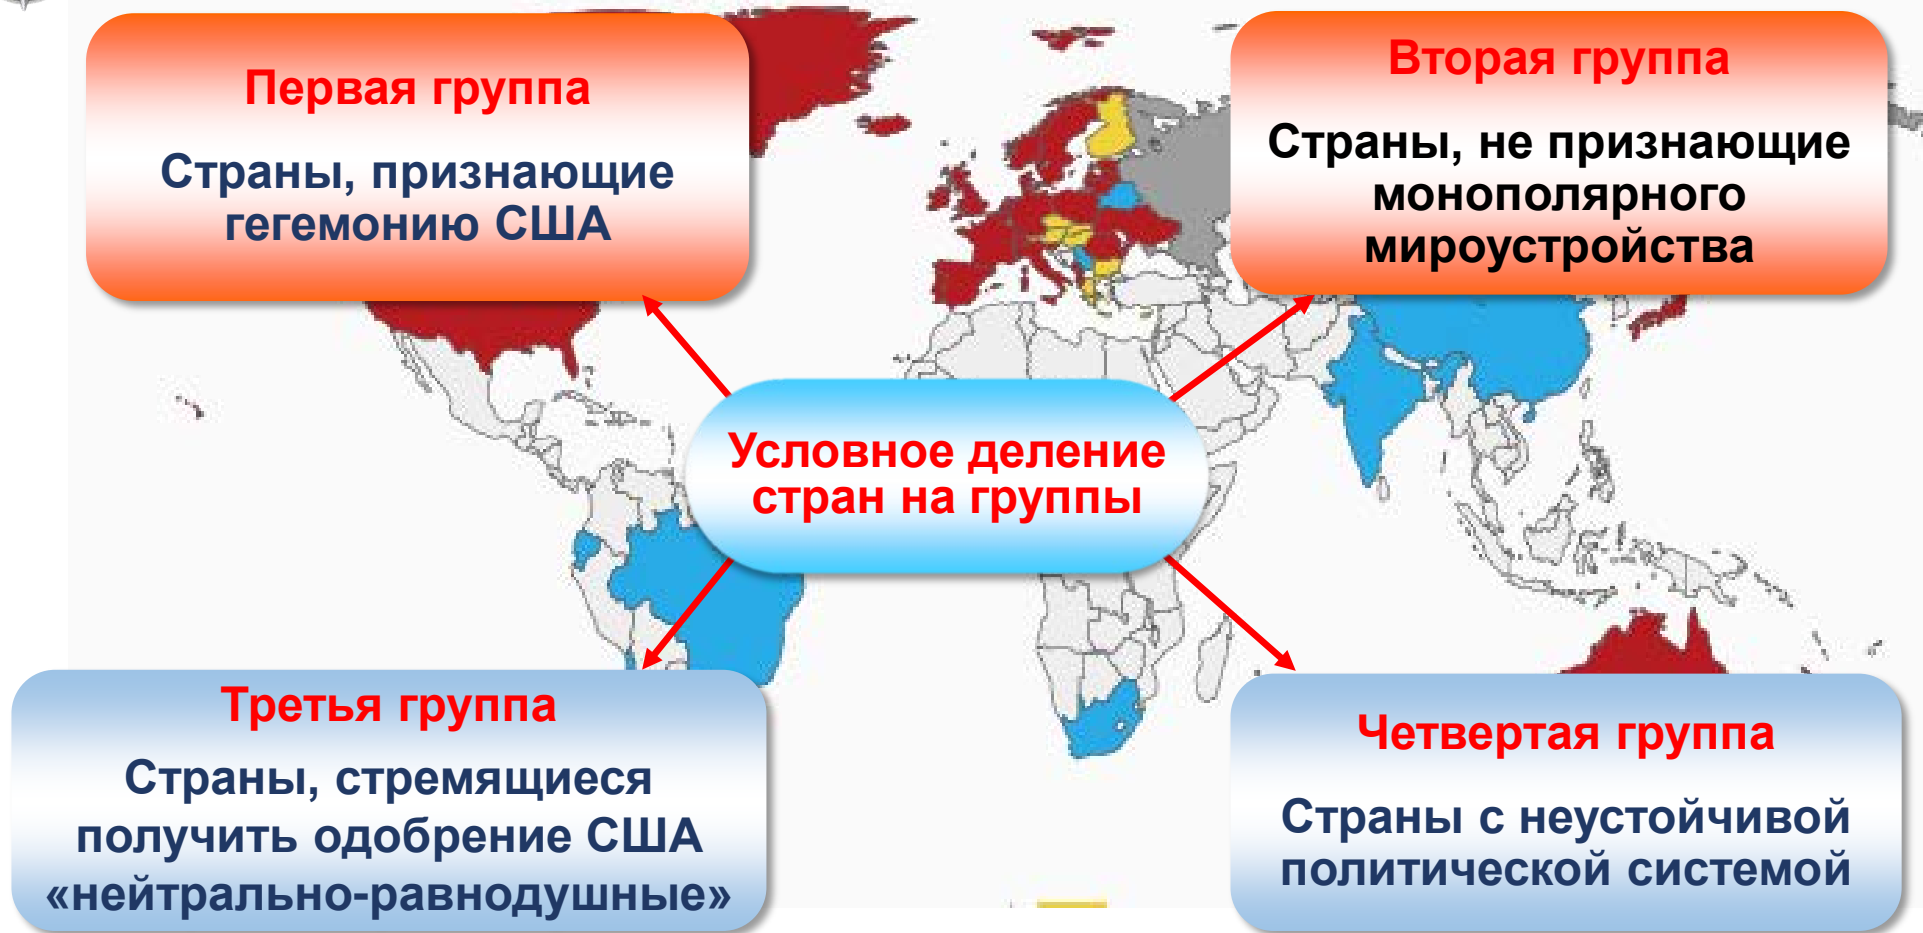 Первая группа
Страны, признающие
гегемонию США
Вторая группа
Страны, не признающие
монополярного
мироустройства
Условное деление
стран на группы
Третья группа
Страны, стремящиеся
получить одобрение США
«нейтрально-равнодушные»
Четвертая группа
Страны с неустойчивой
политической системой